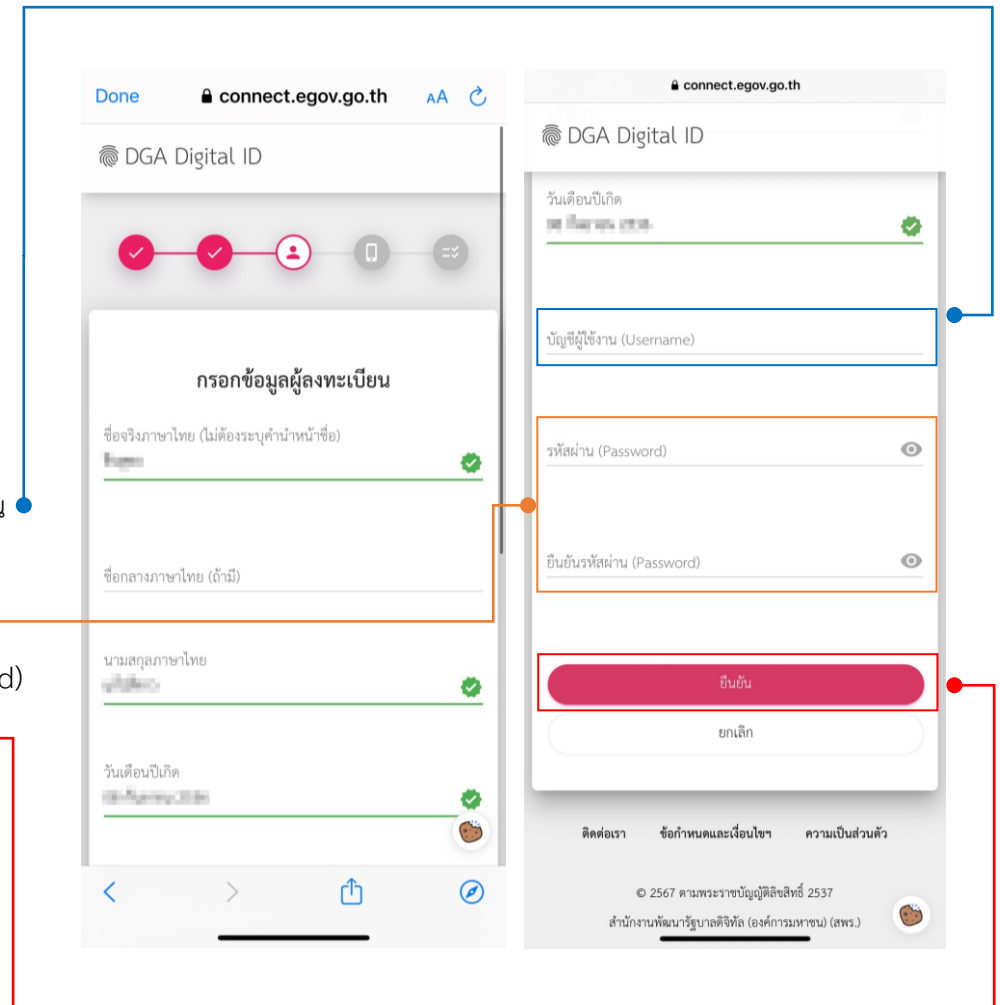 Done connect.egov.go.th AA
DGA Digital ID
กรอกข้อมูลผู้ลงทะเบียน
ชื่อจริงภาษาไทย (ไม่ต้องระบุคำนำหน้าชื่อ)
ชื่อกลางภาษาไทย (ถ้ามี)
นามสกุลภาษาไทย
วันเดือนปีเกิด
d)
connect.egov.go.th
DGA Digital ID
วันเดือนปีเกิด
บัญชีผู้ใช้งาน (Username)
รหัสผ่าน (Password)
ยืนยันรหัสผ่าน (Password)
ยืนยัน
ยกเลิก
ติดต่อเรา ข้อกำหนดและเงื่อนไขฯ ความเป็นส่วนตัว
© 2567 ตามพระราชบัญญัติลิขสิทธิ์ 2537
สำนักงานพัฒนารัฐบาลดิจิทัล (องค์การมหาชน) (สพร.)